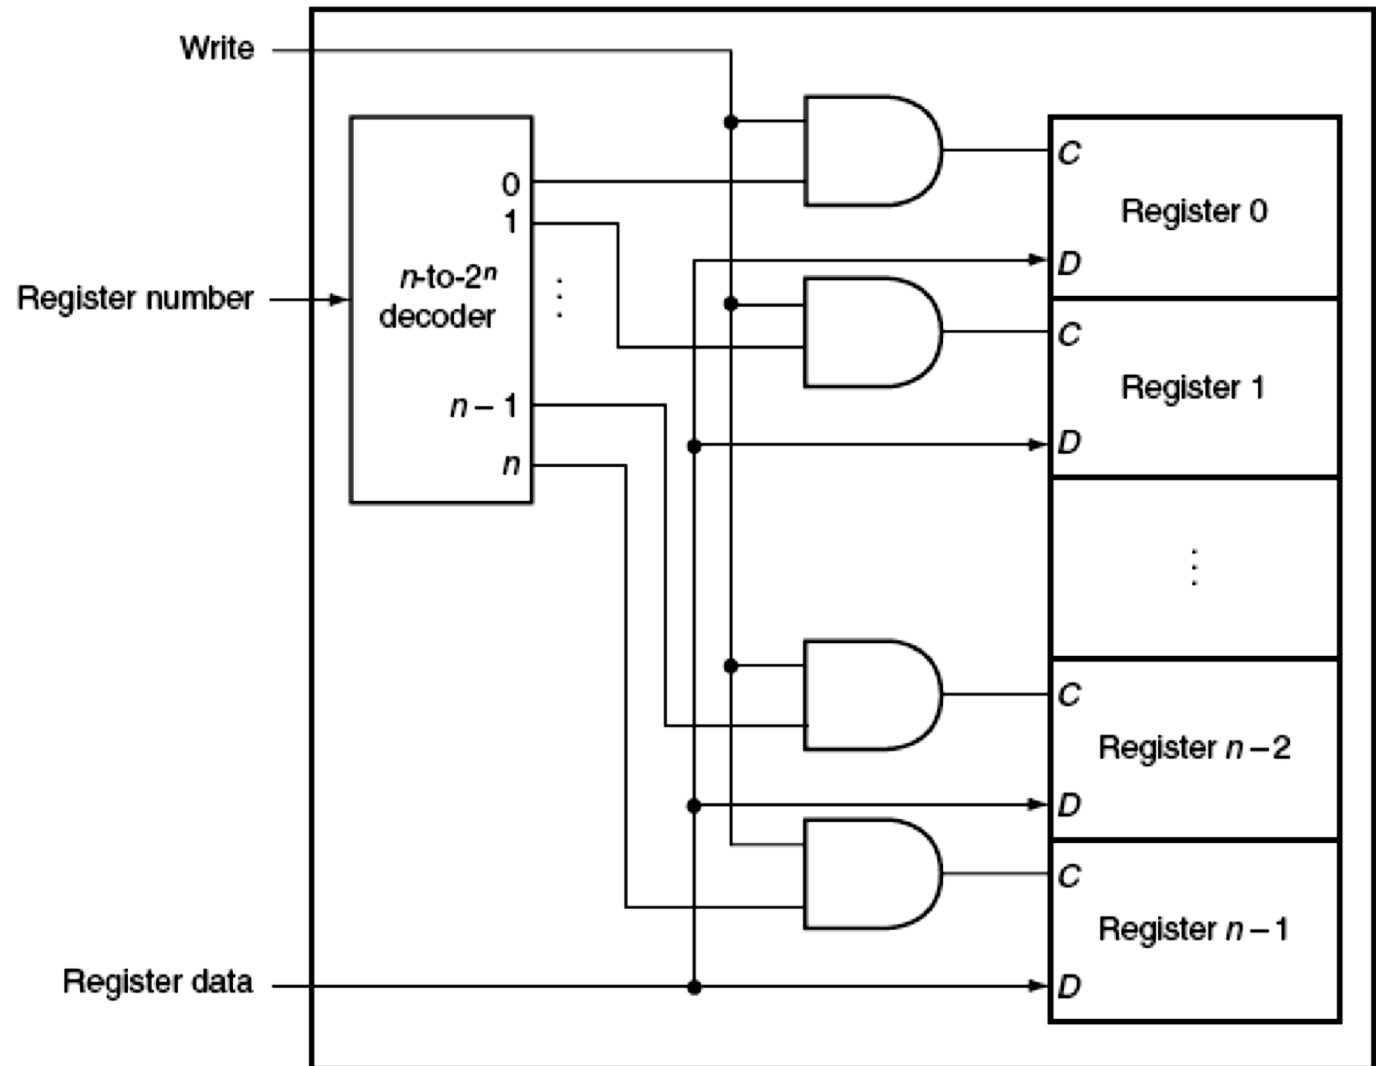 Write
C
0
Register 0
1
D
n-to-2ⁿ
decoder
⋮
Register number
C
Register 1
n – 1
D
n
⋮
C
Register n – 2
D
C
Register n – 1
Register data
D